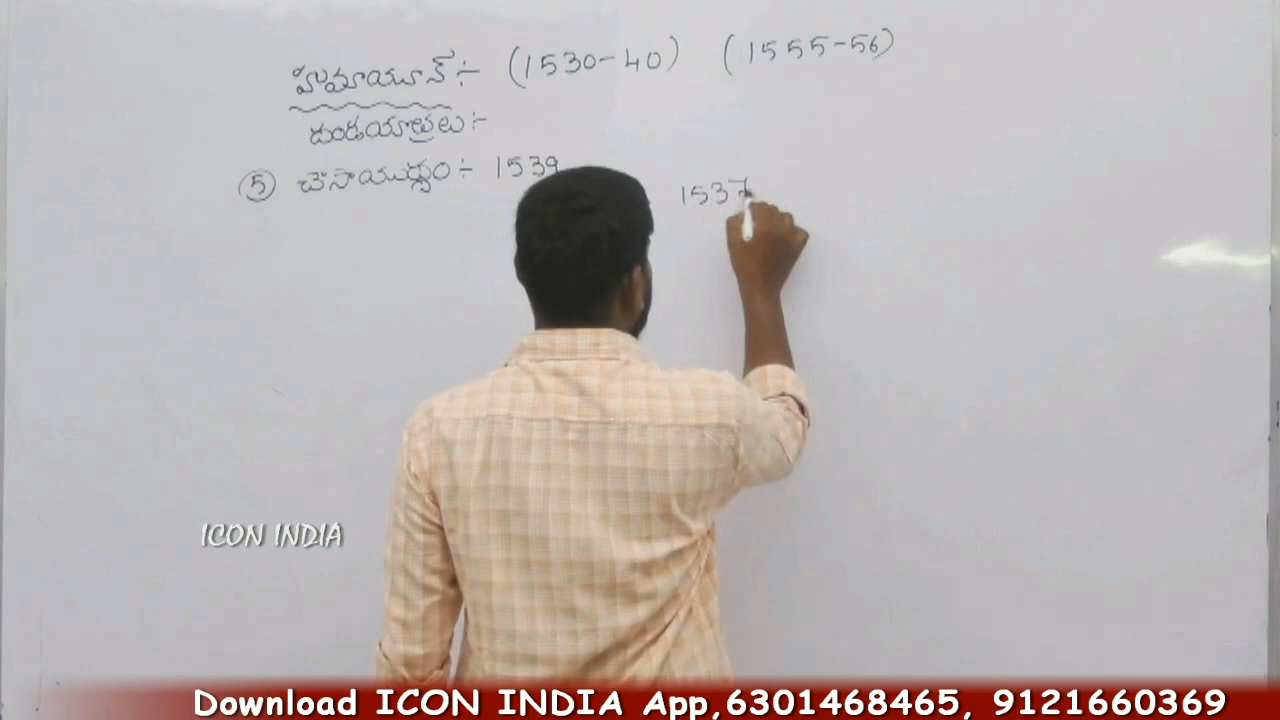 హుమాయూన్ :- (1530-40) (1555-56)
దండయాత్రలు :-
⑤ చౌసాయుద్ధం :- 1539
1537
ICON INDIA
Download ICON INDIA App,6301468465, 9121660369